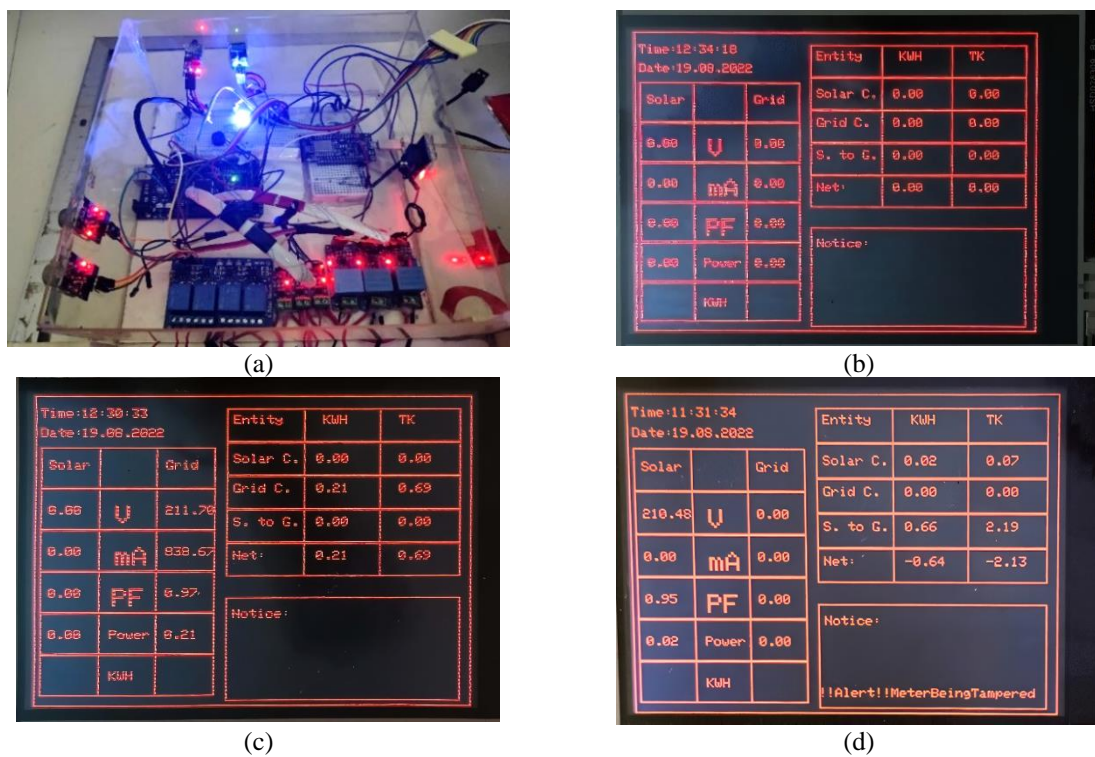 (a)
Time:12:34:18
Date:19.08.2022
Solar Grid
0.00 V 0.00
0.00 mA 0.00
0.00 PF 0.00
0.00 Power 0.00
KWH
Entity KWH TK
Solar C. 0.00 0.00
Grid C. 0.00 0.00
S. to G. 0.00 0.00
Net: 0.00 0.00
Notice:
(b)
Time:12:30:33
Date:19.08.2022
Solar Grid
0.00 V 211.70
0.00 mA 838.67
0.00 PF 0.97
0.00 Power 0.21
KWH
Entity KWH TK
Solar C. 0.00 0.00
Grid C. 0.21 0.69
S. to G. 0.00 0.00
Net: 0.21 0.69
Notice:
(c)
Time:11:31:34
Date:19.08.2022
Solar Grid
210.48 V 0.00
0.00 mA 0.00
0.95 PF 0.00
0.02 Power 0.00
KWH
Entity KWH TK
Solar C. 0.02 0.07
Grid C. 0.00 0.00
S. to G. 0.66 2.19
Net: -0.64 -2.13
Notice:
!!Alert!!MeterBeingTampered
(d)